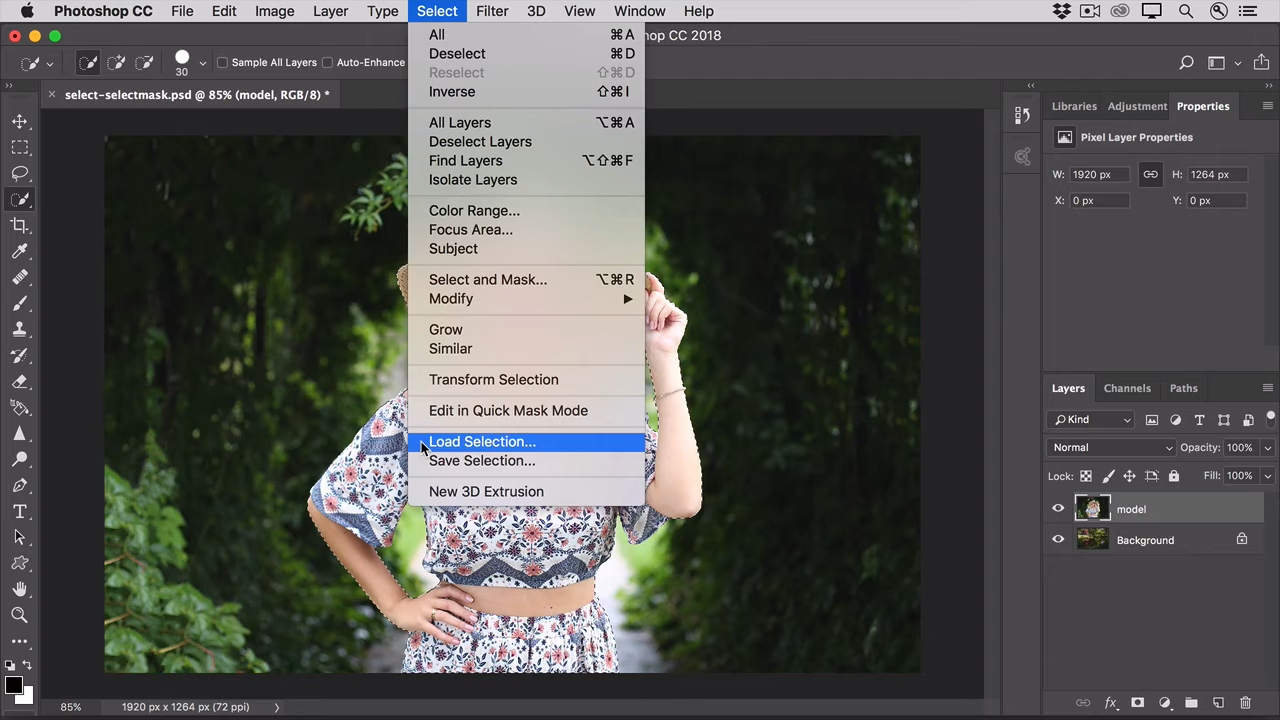 Photoshop CC File Edit Image Layer Type Select Filter 3D View Window Help
shop CC 2018
30 Sample All Layers Auto-Enhance
select-selectmask.psd @ 85% (model, RGB/8) *
All ⌘A
Deselect ⌘D
Reselect ⇧⌘D
Inverse ⇧⌘I
All Layers ⌥⌘A
Deselect Layers
Find Layers ⌥⇧⌘F
Isolate Layers
Color Range...
Focus Area...
Subject
Select and Mask... ⌥⌘R
Modify ▶
Grow
Similar
Transform Selection
Edit in Quick Mask Mode
Load Selection...
Save Selection...
New 3D Extrusion
Libraries Adjustment Properties
Pixel Layer Properties
W: 1920 px H: 1264 px
X: 0 px Y: 0 px
Layers Channels Paths
Kind
Normal Opacity: 100%
Lock: Fill: 100%
model
Background
85% 1920 px x 1264 px (72 ppi)